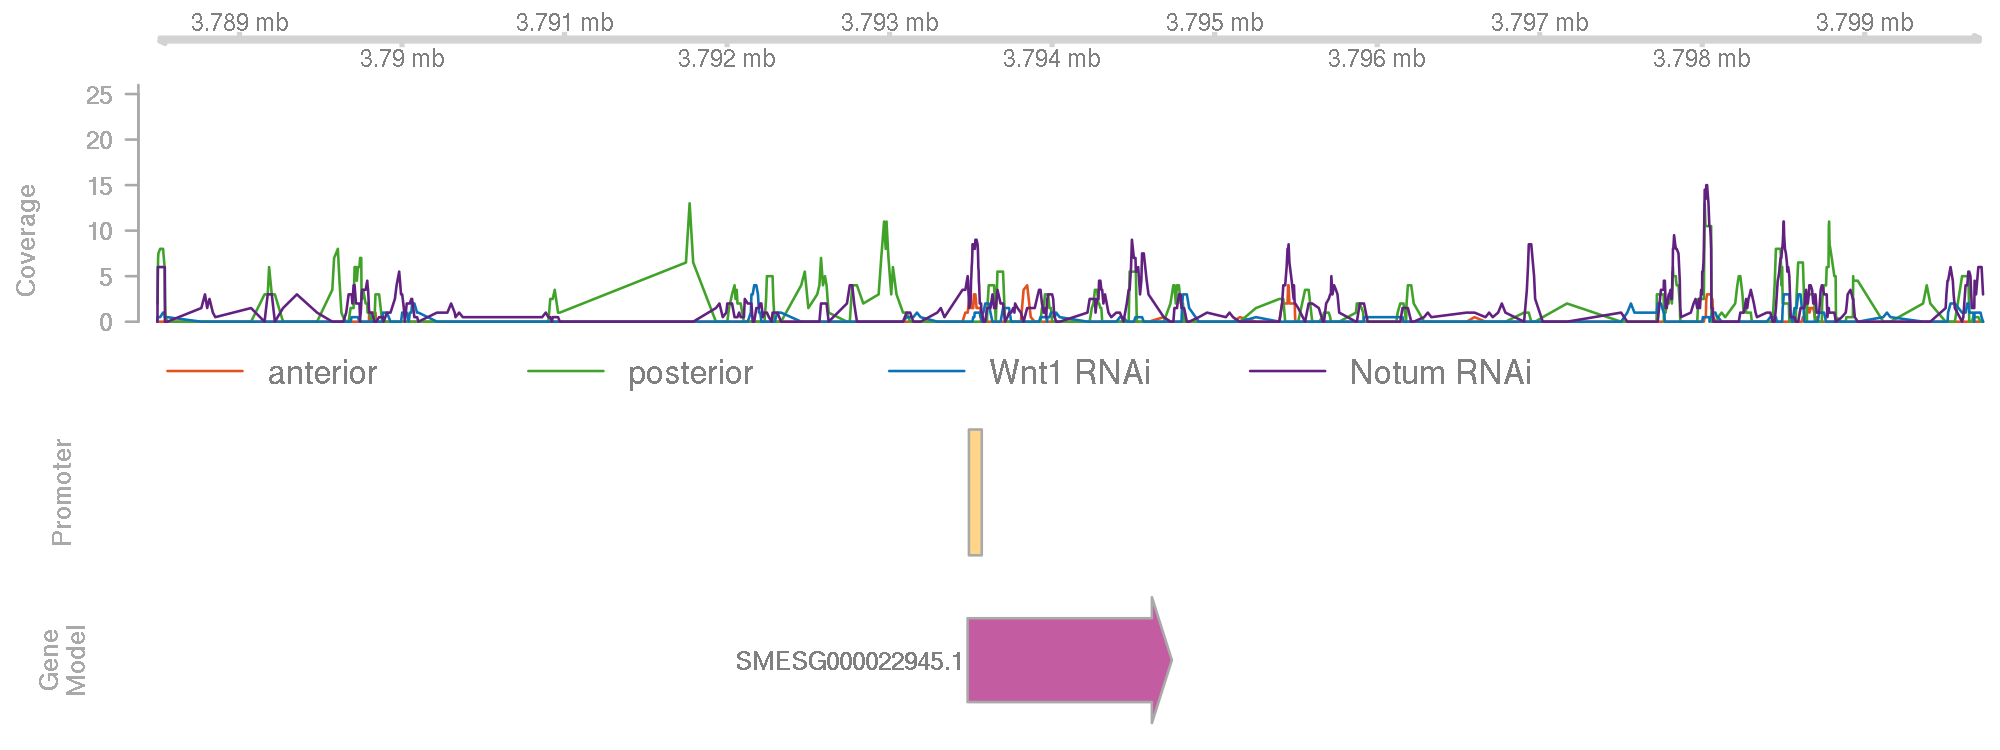 3.789 mb 3.791 mb 3.793 mb 3.795 mb 3.797 mb 3.799 mb
3.79 mb 3.792 mb 3.794 mb 3.796 mb 3.798 mb
Coverage
25
20
15
10
5
0
anterior posterior Wnt1 RNAi Notum RNAi
Promoter
Gene
Model
SMESG000022945.1